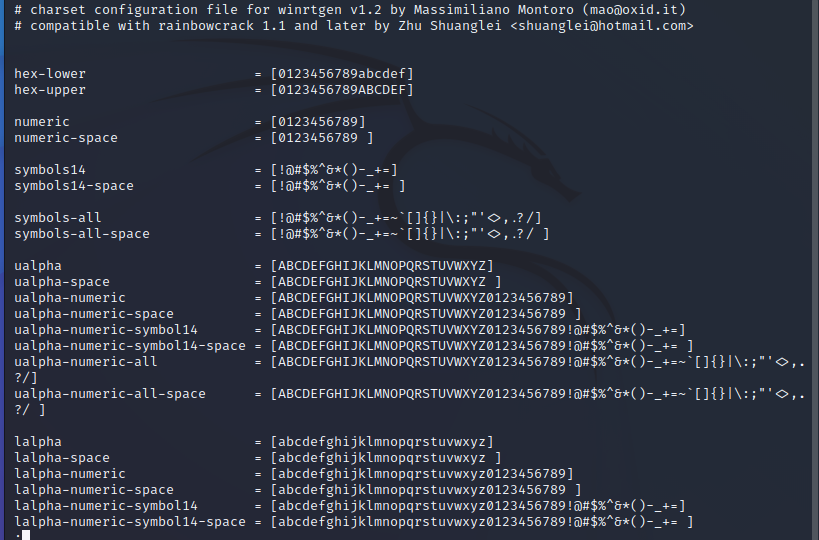 # charset configuration file for winrtgen v1.2 by Massimiliano Montoro (mao@oxid.it)
# compatible with rainbowcrack 1.1 and later by Zhu Shuanglei <shuanglei@hotmail.com>
hex-lower                     = [0123456789abcdef]
hex-upper                     = [0123456789ABCDEF]
numeric                       = [0123456789]
numeric-space                 = [0123456789 ]
symbols14                     = [!@#$%^&*()-_+=]
symbols14-space               = [!@#$%^&*()-_+= ]
symbols-all                   = [!@#$%^&*()-_+=~`[]{}|\:;"'<>,.?/]
symbols-all-space             = [!@#$%^&*()-_+=~`[]{}|\:;"'<>,.?/ ]
ualpha                        = [ABCDEFGHIJKLMNOPQRSTUVWXYZ]
ualpha-space                  = [ABCDEFGHIJKLMNOPQRSTUVWXYZ ]
ualpha-numeric                = [ABCDEFGHIJKLMNOPQRSTUVWXYZ0123456789]
ualpha-numeric-space          = [ABCDEFGHIJKLMNOPQRSTUVWXYZ0123456789 ]
ualpha-numeric-symbol14       = [ABCDEFGHIJKLMNOPQRSTUVWXYZ0123456789!@#$%^&*()-_+=]
ualpha-numeric-symbol14-space = [ABCDEFGHIJKLMNOPQRSTUVWXYZ0123456789!@#$%^&*()-_+= ]
ualpha-numeric-all            = [ABCDEFGHIJKLMNOPQRSTUVWXYZ0123456789!@#$%^&*()-_+=~`[]{}|\:;"'<>,.
?/]
ualpha-numeric-all-space      = [ABCDEFGHIJKLMNOPQRSTUVWXYZ0123456789!@#$%^&*()-_+=~`[]{}|\:;"'<>,.
?/ ]
lalpha                        = [abcdefghijklmnopqrstuvwxyz]
lalpha-space                  = [abcdefghijklmnopqrstuvwxyz ]
lalpha-numeric                = [abcdefghijklmnopqrstuvwxyz0123456789]
lalpha-numeric-space          = [abcdefghijklmnopqrstuvwxyz0123456789 ]
lalpha-numeric-symbol14       = [abcdefghijklmnopqrstuvwxyz0123456789!@#$%^&*()-_+=]
lalpha-numeric-symbol14-space = [abcdefghijklmnopqrstuvwxyz0123456789!@#$%^&*()-_+= ]